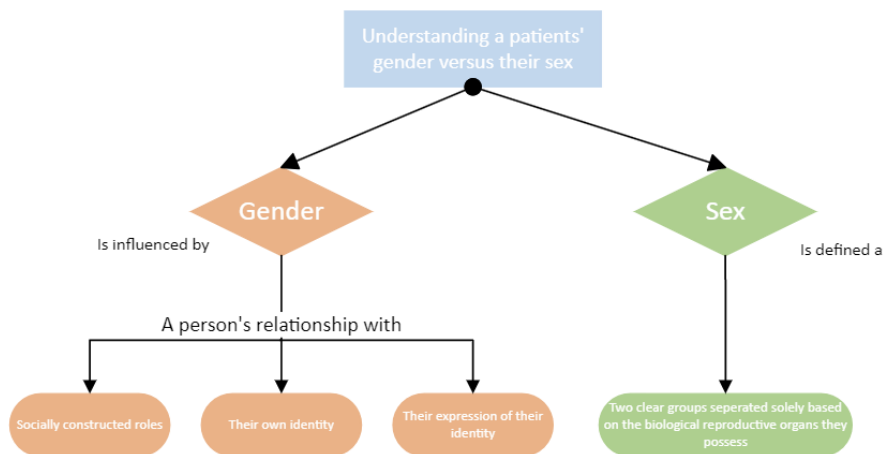 Understanding a patients'
gender versus their sex
Gender
Sex
Is influenced by
Is defined a
A person's relationship with
Socially constructed roles
Their own identity
Their expression of their
identity
Two clear groups seperated solely based
on the biological reproductive organs they
possess